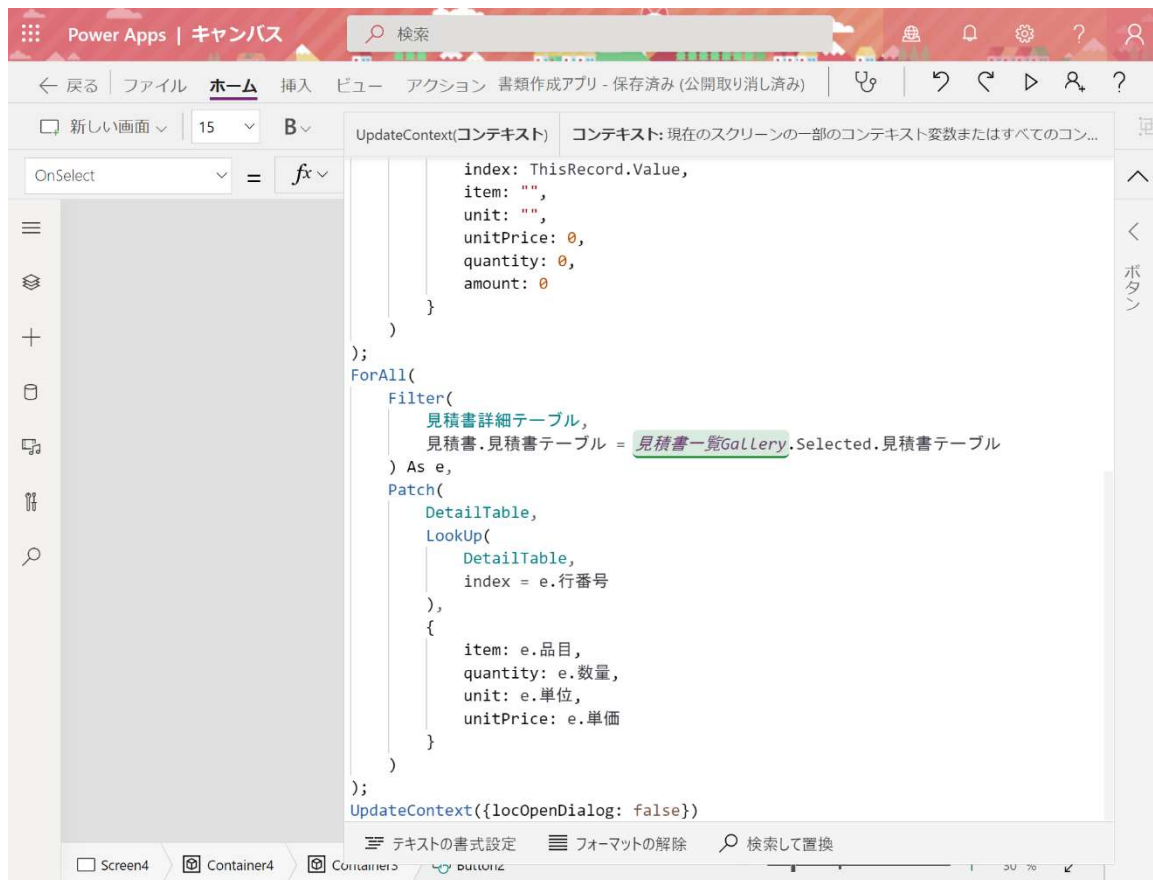 Power Apps | キャンバス
検索
戻る ファイル ホーム 挿入 ビュー アクション 書類作成アプリ - 保存済み (公開取り消し済み)
新しい画面 15 B
UpdateContext(コンテキスト) コンテキスト: 現在のスクリーンの一部のコンテキスト変数またはすべてのコン...
OnSelect = fx
index: ThisRecord.Value,
item: "",
unit: "",
unitPrice: 0,
quantity: 0,
amount: 0
}
)
);
ForAll(
Filter(
見積書詳細テーブル,
見積書.見積書テーブル = 見積書一覧Gallery.Selected.見積書テーブル
) As e,
Patch(
DetailTable,
LookUp(
DetailTable,
index = e.行番号
),
{
item: e.品目,
quantity: e.数量,
unit: e.単位,
unitPrice: e.単価
}
)
);
UpdateContext({locOpenDialog: false})
テキストの書式設定 フォーマットの解除 検索して置換
Screen4 Container4 Container3 Button2 30 %
ボタン